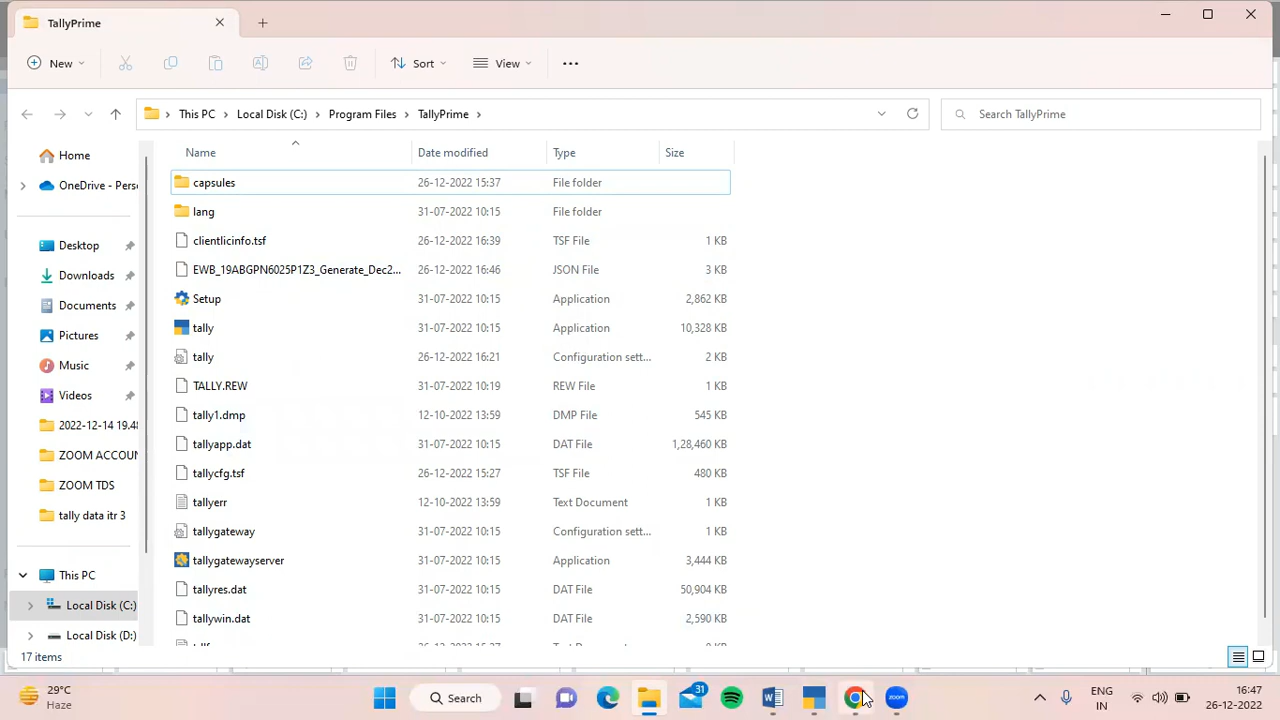 TallyPrime
New
Sort
View
This PC > Local Disk (C:) > Program Files > TallyPrime >
Search TallyPrime
Name Date modified Type Size
Home
OneDrive - Perso
Desktop
Downloads
Documents
Pictures
Music
Videos
2022-12-14 19.48
ZOOM ACCOUN
ZOOM TDS
tally data itr 3
This PC
Local Disk (C:)
Local Disk (D:)
capsules 26-12-2022 15:37 File folder
lang 31-07-2022 10:15 File folder
clientlicinfo.tsf 26-12-2022 16:39 TSF File 1 KB
EWB_19ABGPN6025P1Z3_Generate_Dec2... 26-12-2022 16:46 JSON File 3 KB
Setup 31-07-2022 10:15 Application 2,862 KB
tally 31-07-2022 10:15 Application 10,328 KB
tally 26-12-2022 16:21 Configuration sett... 2 KB
TALLY.REW 31-07-2022 10:19 REW File 1 KB
tally1.dmp 12-10-2022 13:59 DMP File 545 KB
tallyapp.dat 31-07-2022 10:15 DAT File 1,28,460 KB
tallycfg.tsf 26-12-2022 15:27 TSF File 480 KB
tallyerr 12-10-2022 13:59 Text Document 1 KB
tallygateway 31-07-2022 10:15 Configuration sett... 1 KB
tallygatewayserver 31-07-2022 10:15 Application 3,444 KB
tallyres.dat 31-07-2022 10:15 DAT File 50,904 KB
tallywin.dat 31-07-2022 10:15 DAT File 2,590 KB
17 items
29°C
Haze
Search
31
zoom
ENG
IN
16:47
26-12-2022